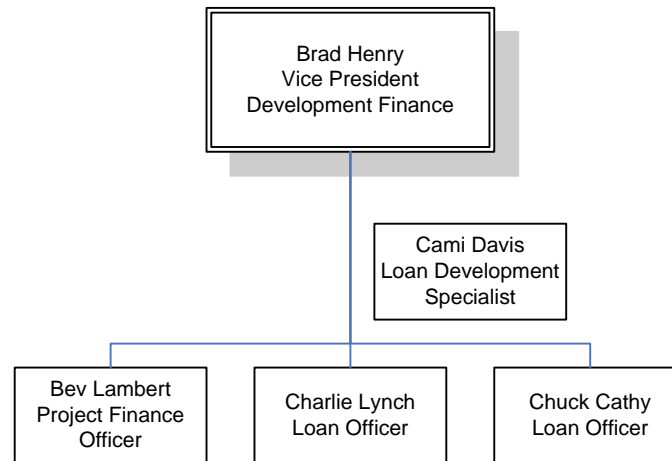 Brad Henry
Vice President
Development Finance
Cami Davis
Loan Development
Specialist
Bev Lambert
Project Finance
Officer
Charlie Lynch
Loan Officer
Chuck Cathy
Loan Officer